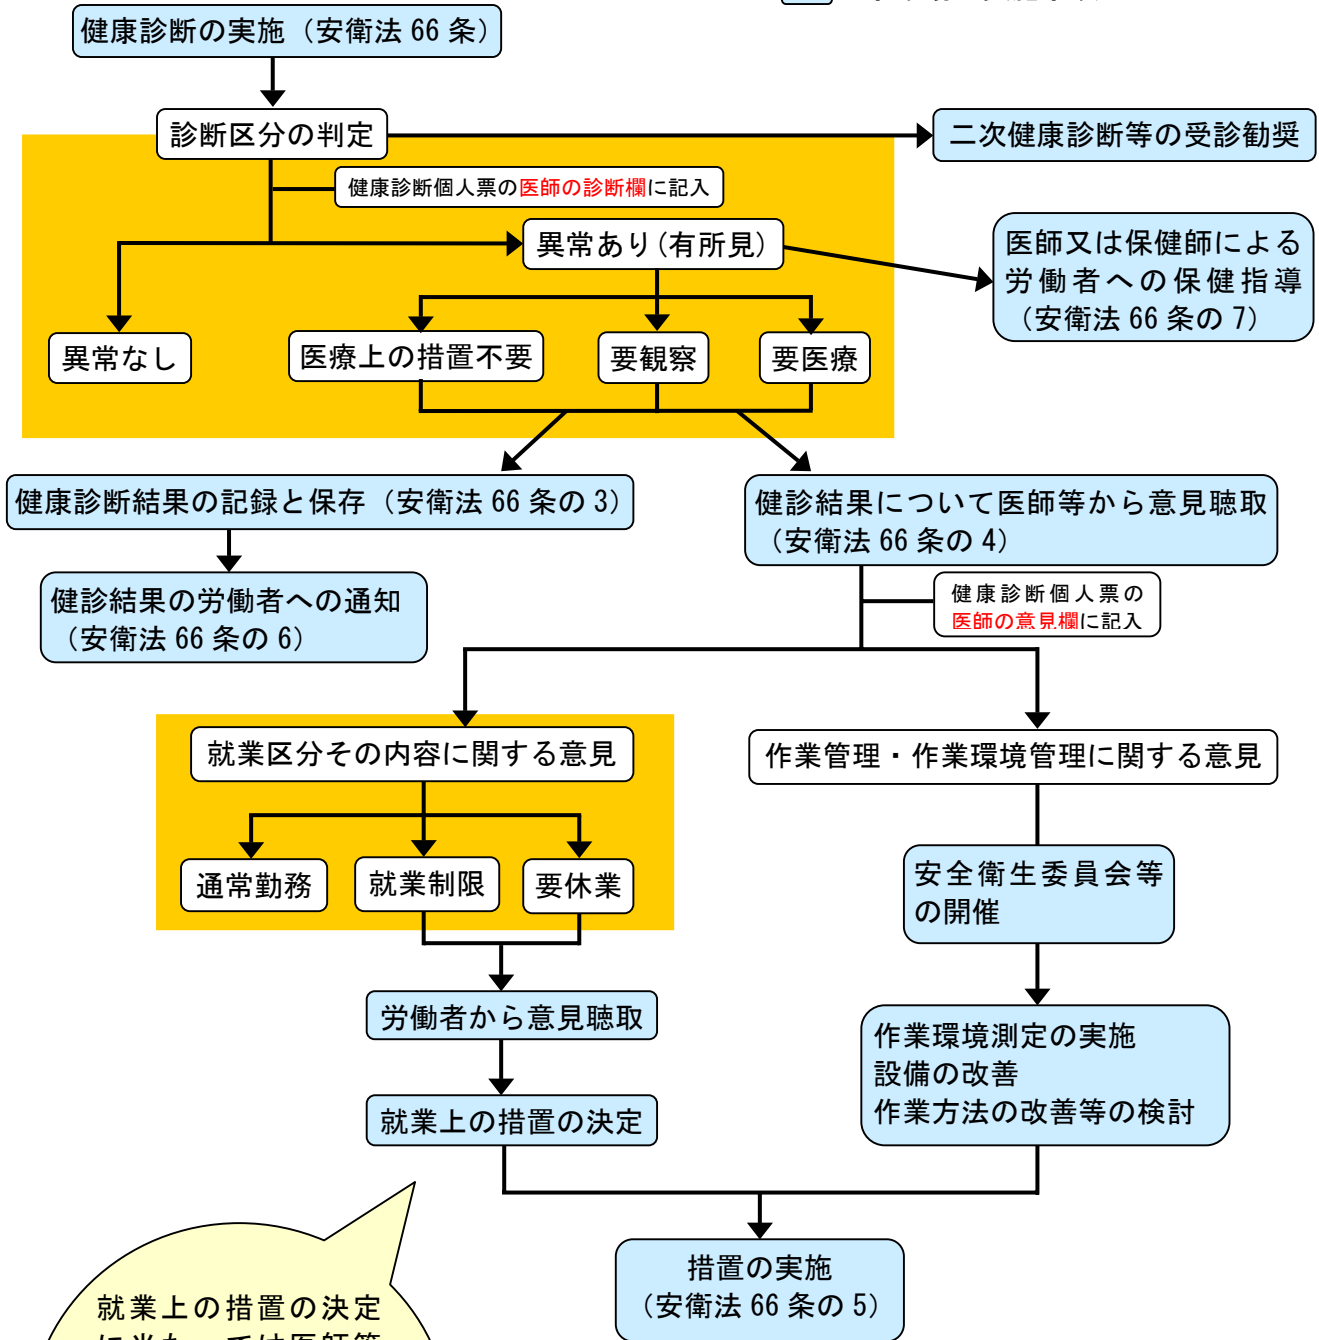 健康診断の実施（安衛法 66 条）
診断区分の判定
二次健康診断等の受診勧奨
健康診断個人票の医師の診断欄に記入
異常あり(有所見)
医師又は保健師による
労働者への保健指導
（安衛法 66 条の 7）
異常なし
医療上の措置不要
要観察
要医療
健康診断結果の記録と保存（安衛法 66 条の 3）
健診結果について医師等から意見聴取
（安衛法 66 条の 4）
健診結果の労働者への通知
（安衛法 66 条の 6）
健康診断個人票の
医師の意見欄に記入
就業区分その内容に関する意見
作業管理・作業環境管理に関する意見
通常勤務
就業制限
要休業
安全衛生委員会等
の開催
労働者から意見聴取
作業環境測定の実施
設備の改善
作業方法の改善等の検討
就業上の措置の決定
措置の実施
（安衛法 66 条の 5）
就業上の措置の決定